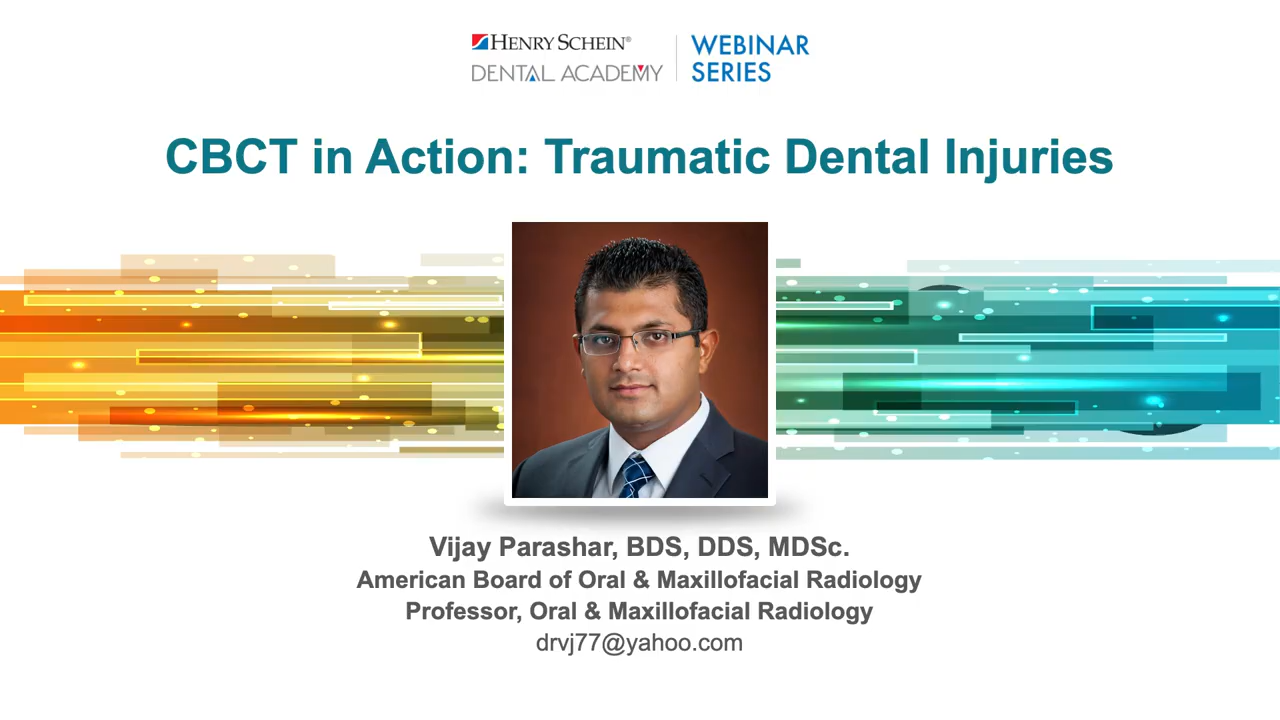 HENRY SCHEIN®
DENTAL ACADEMY
WEBINAR
SERIES
CBCT in Action: Traumatic Dental Injuries
Vijay Parashar, BDS, DDS, MDSc.
American Board of Oral & Maxillofacial Radiology
Professor, Oral & Maxillofacial Radiology
drvj77@yahoo.com